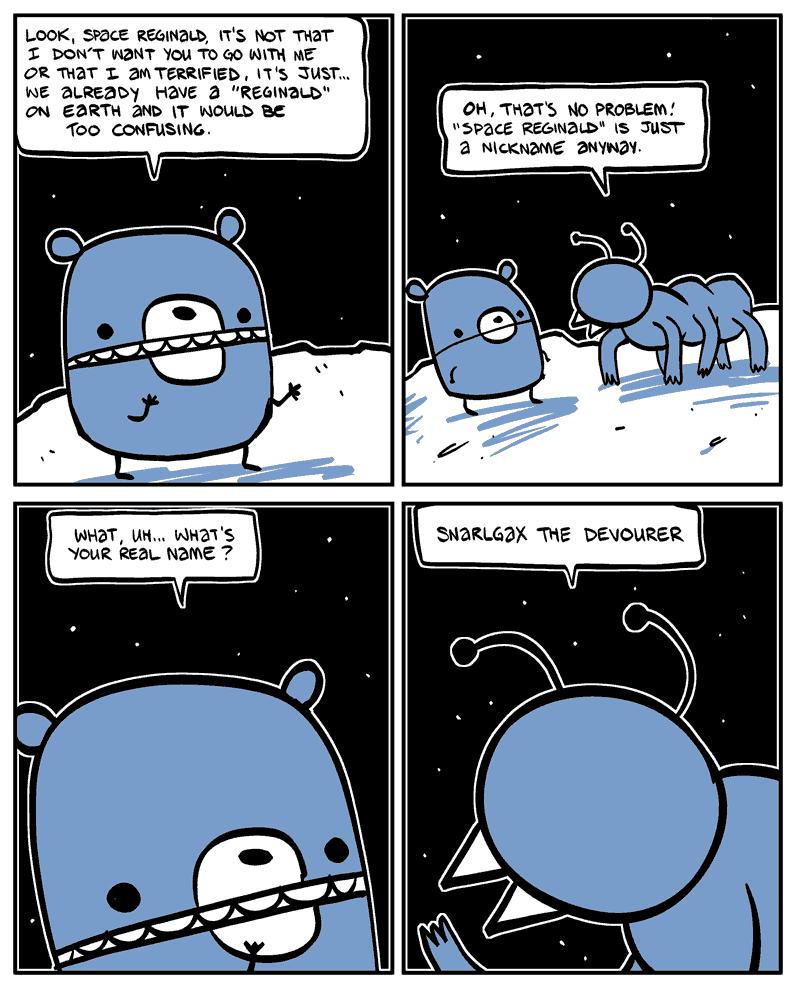 LOOK, SPACE REGINALD, IT'S NOT THAT
I DON'T WANT YOU TO GO WITH ME
OR THAT I AM TERRIFIED, IT'S JUST...
WE ALREADY HAVE A "REGINALD"
ON EARTH AND IT WOULD BE
TOO CONFUSING.
OH, THAT'S NO PROBLEM!
"SPACE REGINALD" IS JUST
A NICKNAME ANYWAY.
WHAT, UH... WHAT'S
YOUR REAL NAME?
SNARLGAX THE DEVOURER